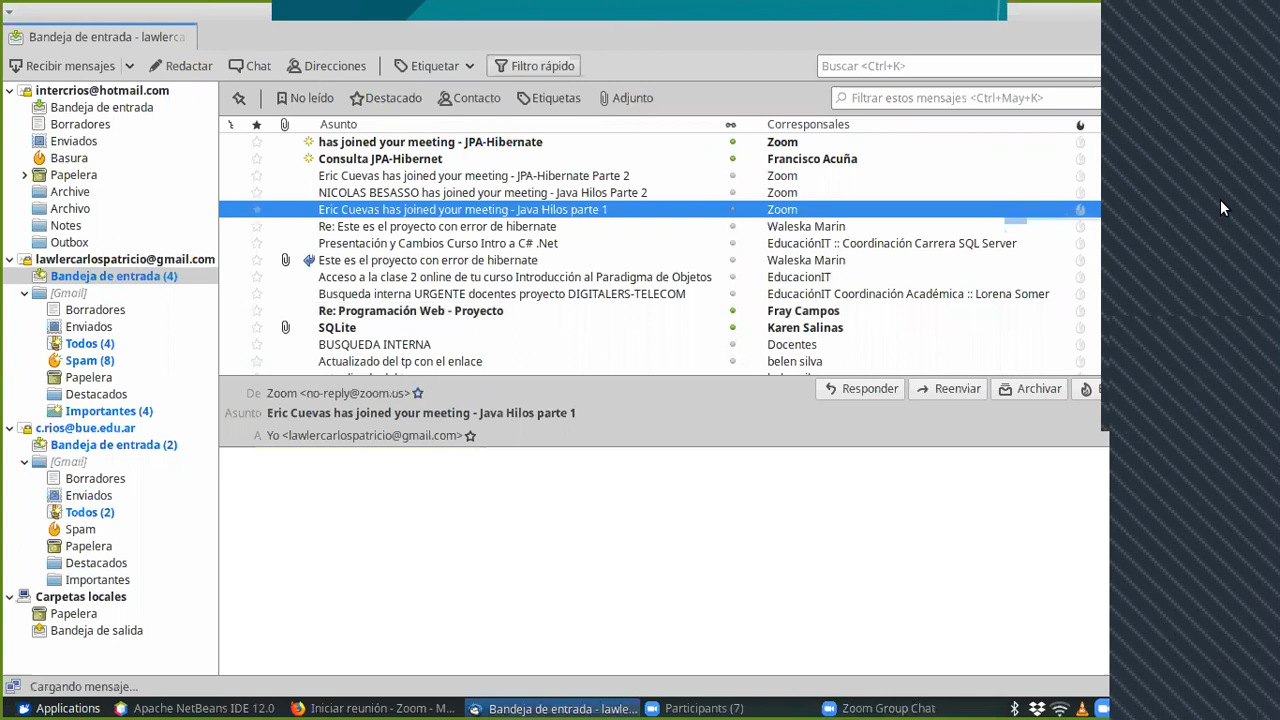 Bandeja de entrada - lawlerca
Recibir mensajes Redactar Chat Direcciones Etiquetar Filtro rápido Buscar <Ctrl+K>
No leído Destacado Contacto Etiquetas Adjunto Filtrar estos mensajes <Ctrl+May+K>
Asunto Corresponsales
has joined your meeting - JPA-Hibernate Zoom
Consulta JPA-Hibernet Francisco Acuña
Eric Cuevas has joined your meeting - JPA-Hibernate Parte 2 Zoom
NICOLAS BESASSO has joined your meeting - Java Hilos Parte 2 Zoom
Eric Cuevas has joined your meeting - Java Hilos parte 1 Zoom
Re: Este es el proyecto con error de hibernate Waleska Marin
Presentación y Cambios Curso Intro a C# .Net EducaciónIT :: Coordinación Carrera SQL Server
Este es el proyecto con error de hibernate Waleska Marin
Acceso a la clase 2 online de tu curso Introducción al Paradigma de Objetos EducacionIT
Busqueda interna URGENTE docentes proyecto DIGITALERS-TELECOM EducaciónIT Coordinación Académica :: Lorena Somer
Re: Programación Web - Proyecto Fray Campos
SQLite Karen Salinas
BUSQUEDA INTERNA Docentes
Actualizado del tp con el enlace belen silva
intercrios@hotmail.com
Bandeja de entrada
Borradores
Enviados
Basura
Papelera
Archive
Archivo
Notes
Outbox
lawlercarlospatricio@gmail.com
Bandeja de entrada (4)
[Gmail]
Borradores
Enviados
Todos (4)
Spam (8)
Papelera
Destacados
Importantes (4)
c.rios@bue.edu.ar
Bandeja de entrada (2)
[Gmail]
Borradores
Enviados
Todos (2)
Spam
Papelera
Destacados
Importantes
Carpetas locales
Papelera
Bandeja de salida
De Zoom <no-reply@zoom.us> Responder Reenviar Archivar
Asunto Eric Cuevas has joined your meeting - Java Hilos parte 1
A Yo <lawlercarlospatricio@gmail.com>
Cargando mensaje...
Applications Apache NetBeans IDE 12.0 Iniciar reunión - Zoom - M... Bandeja de entrada - lawle... Participants (7) Zoom Group Chat